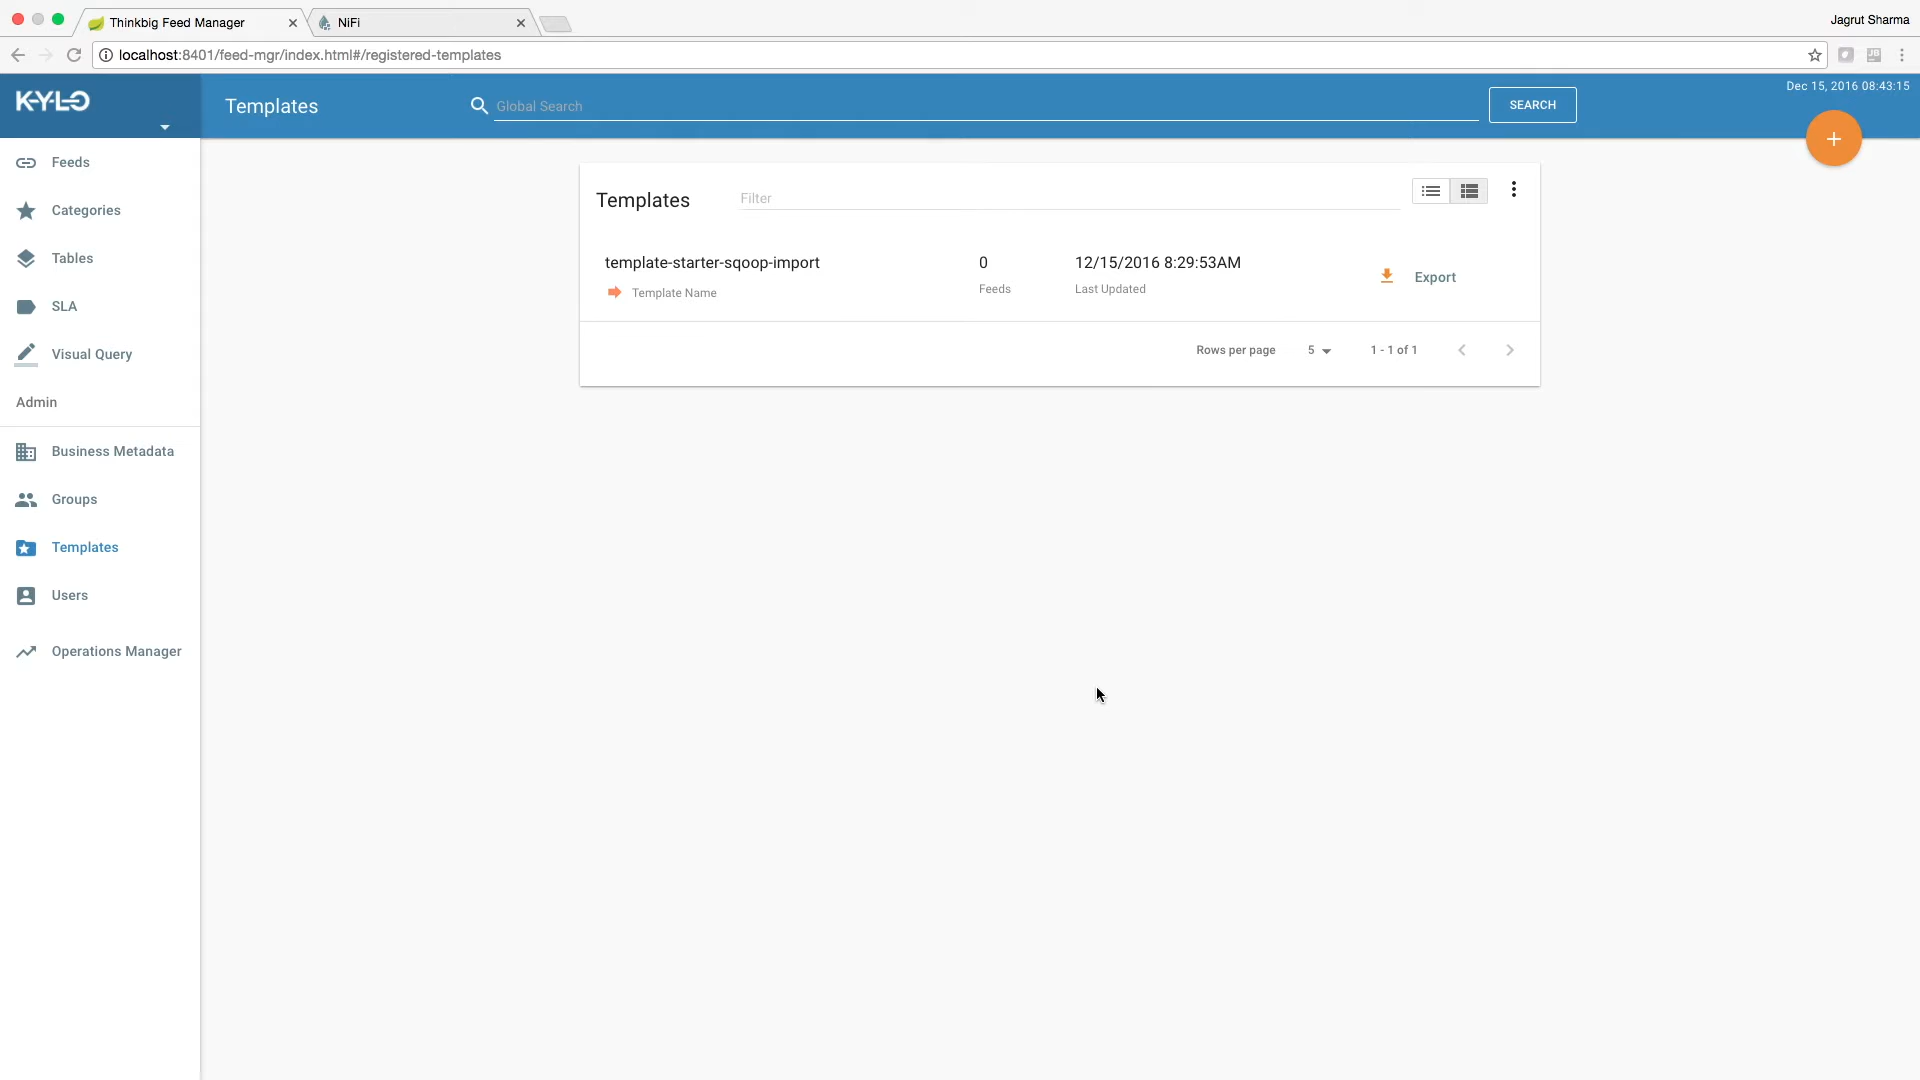 Thinkbig Feed Manager
NiFi
Jagrut Sharma
localhost:8401/feed-mgr/index.html#/registered-templates
KYLO
Templates
Global Search
SEARCH
Dec 15, 2016 08:43:15
+
Feeds
Categories
Tables
SLA
Visual Query
Admin
Business Metadata
Groups
Templates
Users
Operations Manager
Templates
Filter
template-starter-sqoop-import
Template Name
0
Feeds
12/15/2016 8:29:53AM
Last Updated
Export
Rows per page
5
1 - 1 of 1